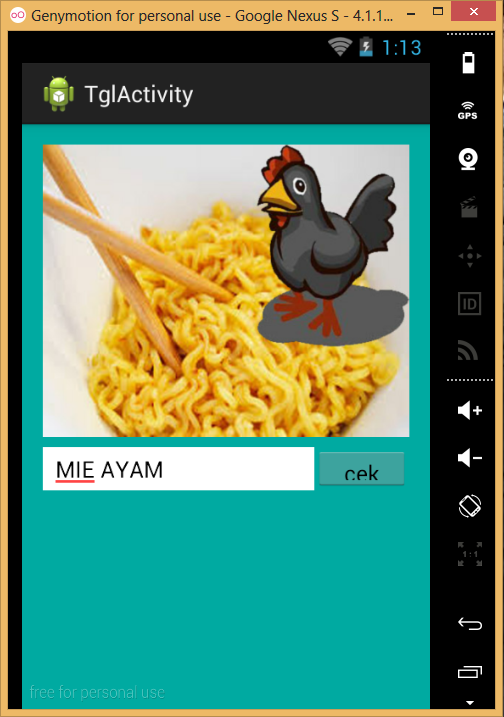 Genymotion for personal use - Google Nexus S - 4.1.1...
1:13
TglActivity
GPS
ID
MIE AYAM
cek
1:1
free for personal use